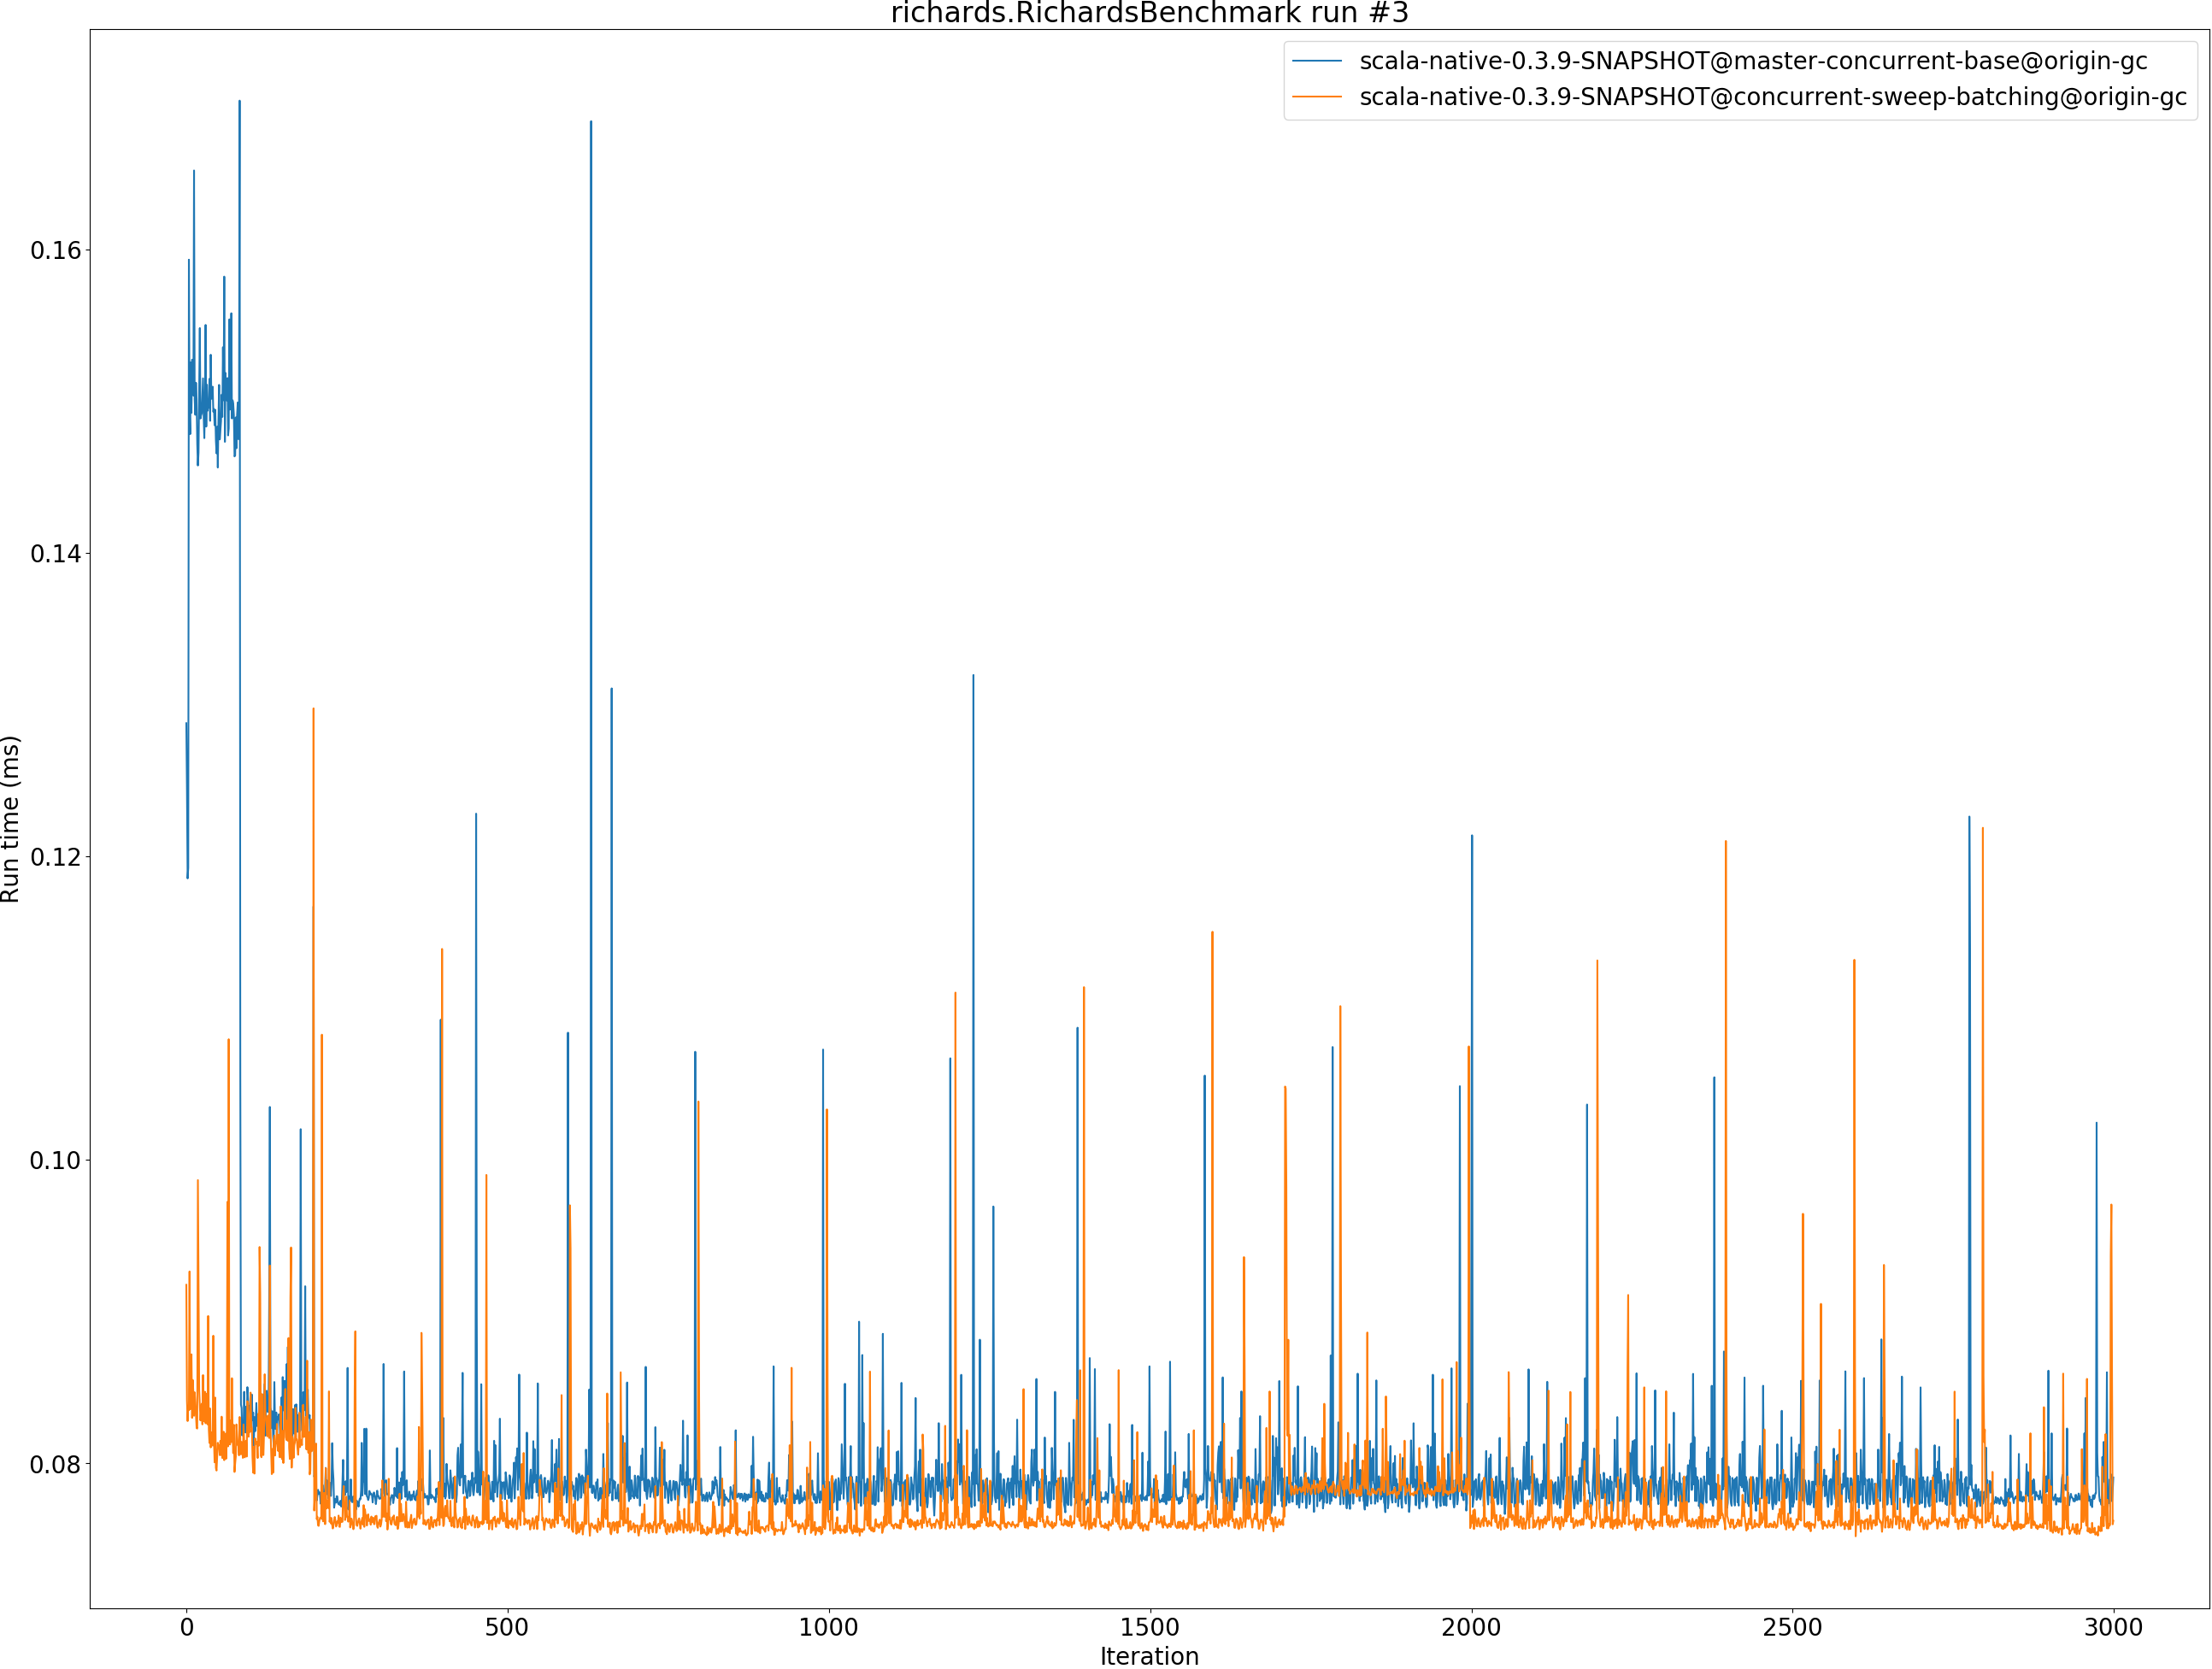 richards.RichardsBenchmark run #3
scala-native-0.3.9-SNAPSHOT@master-concurrent-base@origin-gc
scala-native-0.3.9-SNAPSHOT@concurrent-sweep-batching@origin-gc
Run time (ms)
0.16
0.14
0.12
0.10
0.08
0 500 1000 1500 2000 2500 3000
Iteration